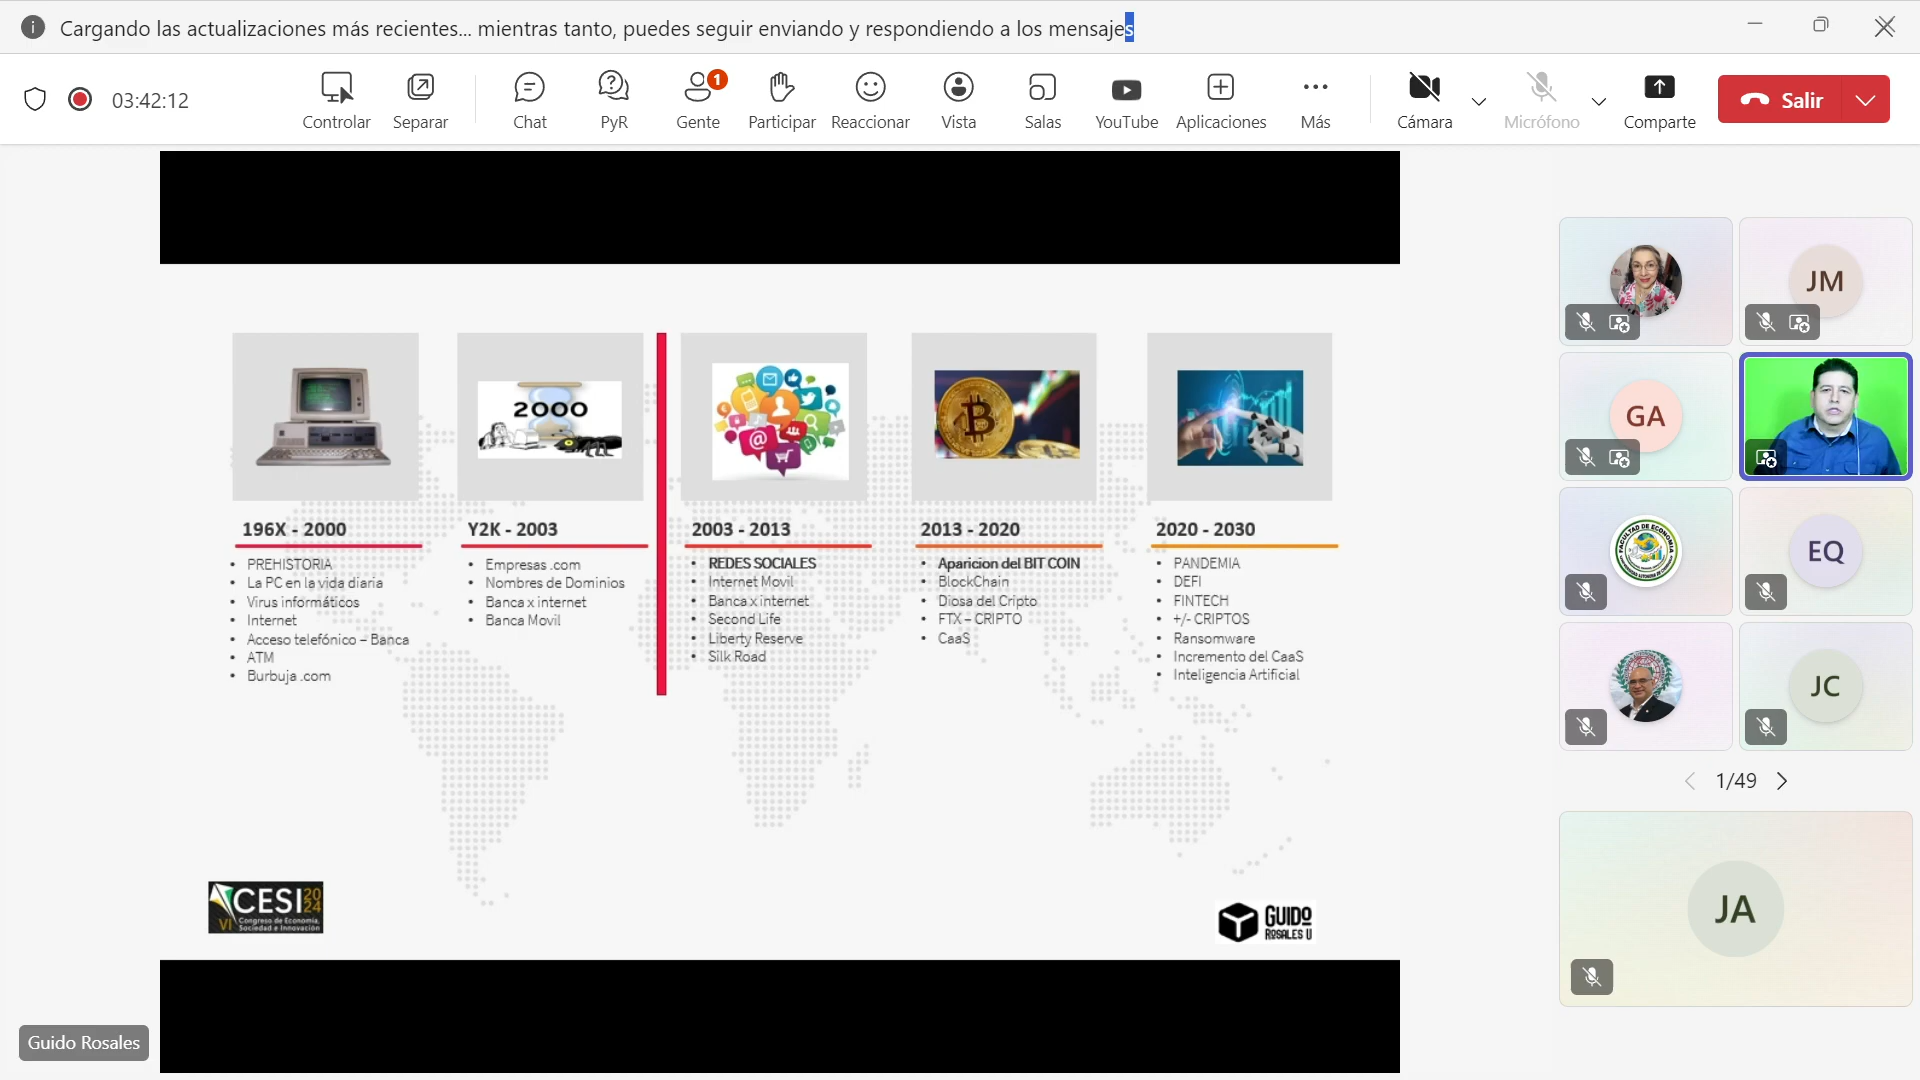 Cargando las actualizaciones más recientes... mientras tanto, puedes seguir enviando y respondiendo a los mensajes
03:42:12
Controlar
Separar
Chat
PyR
1
Gente
Participar
Reaccionar
Vista
Salas
YouTube
Aplicaciones
Más
Cámara
Micrófono
Comparte
Salir
2000
196X - 2000
PREHISTORIA
La PC en la vida diaria
Virus informáticos
Internet
Acceso telefónico – Banca
ATM
Burbuja .com
Y2K - 2003
Empresas .com
Nombres de Dominios
Banca x internet
Banca Movil
2003 - 2013
REDES SOCIALES
Internet Movil
Banca x internet
Second Life
Liberty Reserve
Silk Road
2013 - 2020
Aparicion del BIT COIN
BlockChain
Diosa del Cripto
FTX – CRIPTO
CaaS
2020 - 2030
PANDEMIA
DEFI
FINTECH
+/- CRIPTOS
Ransomware
Incremento del CaaS
Inteligencia Artificial
VI CESI 2024
Congreso de Economía,
Sociedad e Innovación
GUIDO
ROSALES U
Guido Rosales
JM
GA
FACULTAD DE ECONOMIA
EQ
JC
1/49
JA